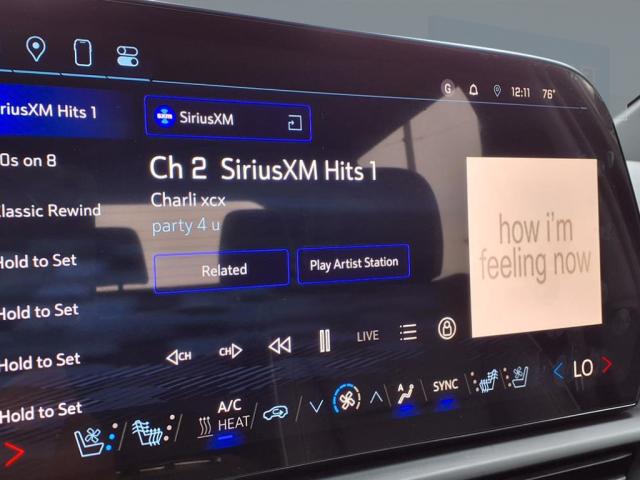 G 12:11 76°
riusXM Hits 1
SXM SiriusXM
0s on 8
Ch 2 SiriusXM Hits 1
Charli xcx
party 4 u
lassic Rewind
Hold to Set
Related
Play Artist Station
how i'm
feeling now
Hold to Set
CH
CH
LIVE
Hold to Set
Hold to Set
A/C
HEAT
A
SYNC
LO